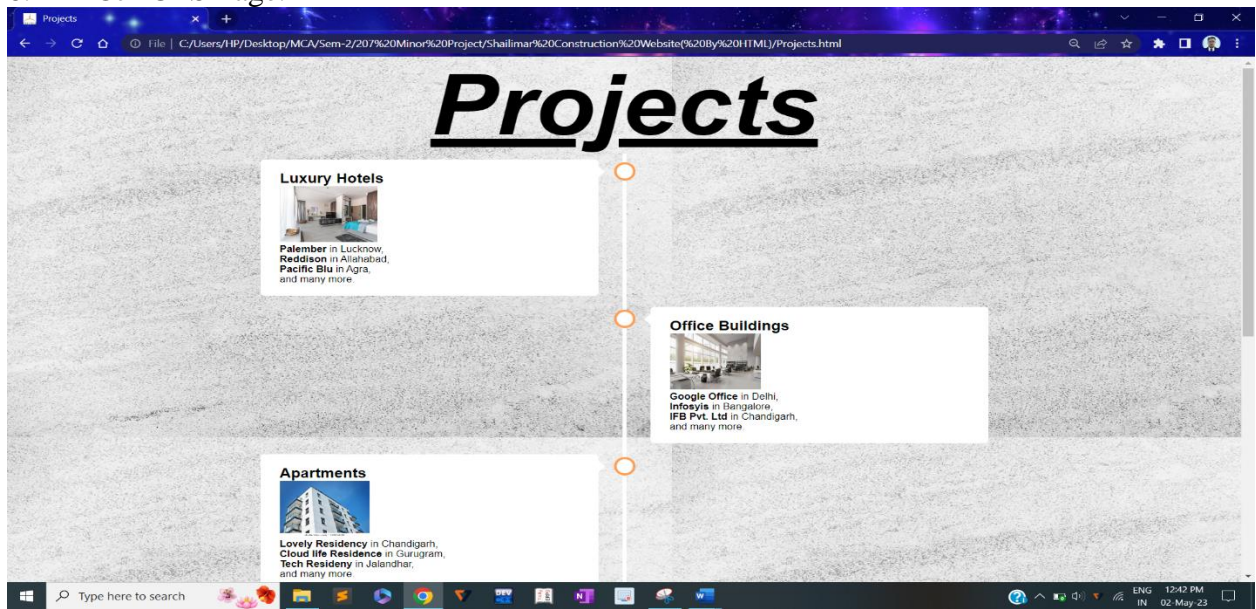 Projects
File | C:/Users/HP/Desktop/MCA/Sem-2/207%20Minor%20Project/Shailimar%20Construction%20Website(%20By%20HTML)/Projects.html
Projects
Luxury Hotels
Palember in Lucknow,
Reddison in Allahabad,
Pacific Blu in Agra,
and many more.
Office Buildings
Google Office in Delhi,
Infosyis in Bangalore,
IFB Pvt. Ltd in Chandigarh,
and many more.
Apartments
Lovely Residency in Chandigarh,
Cloud life Residence in Gurugram,
Tech Resideny in Jalandhar,
and many more.
Type here to search
ENG 12:42 PM
IN 02-May-23